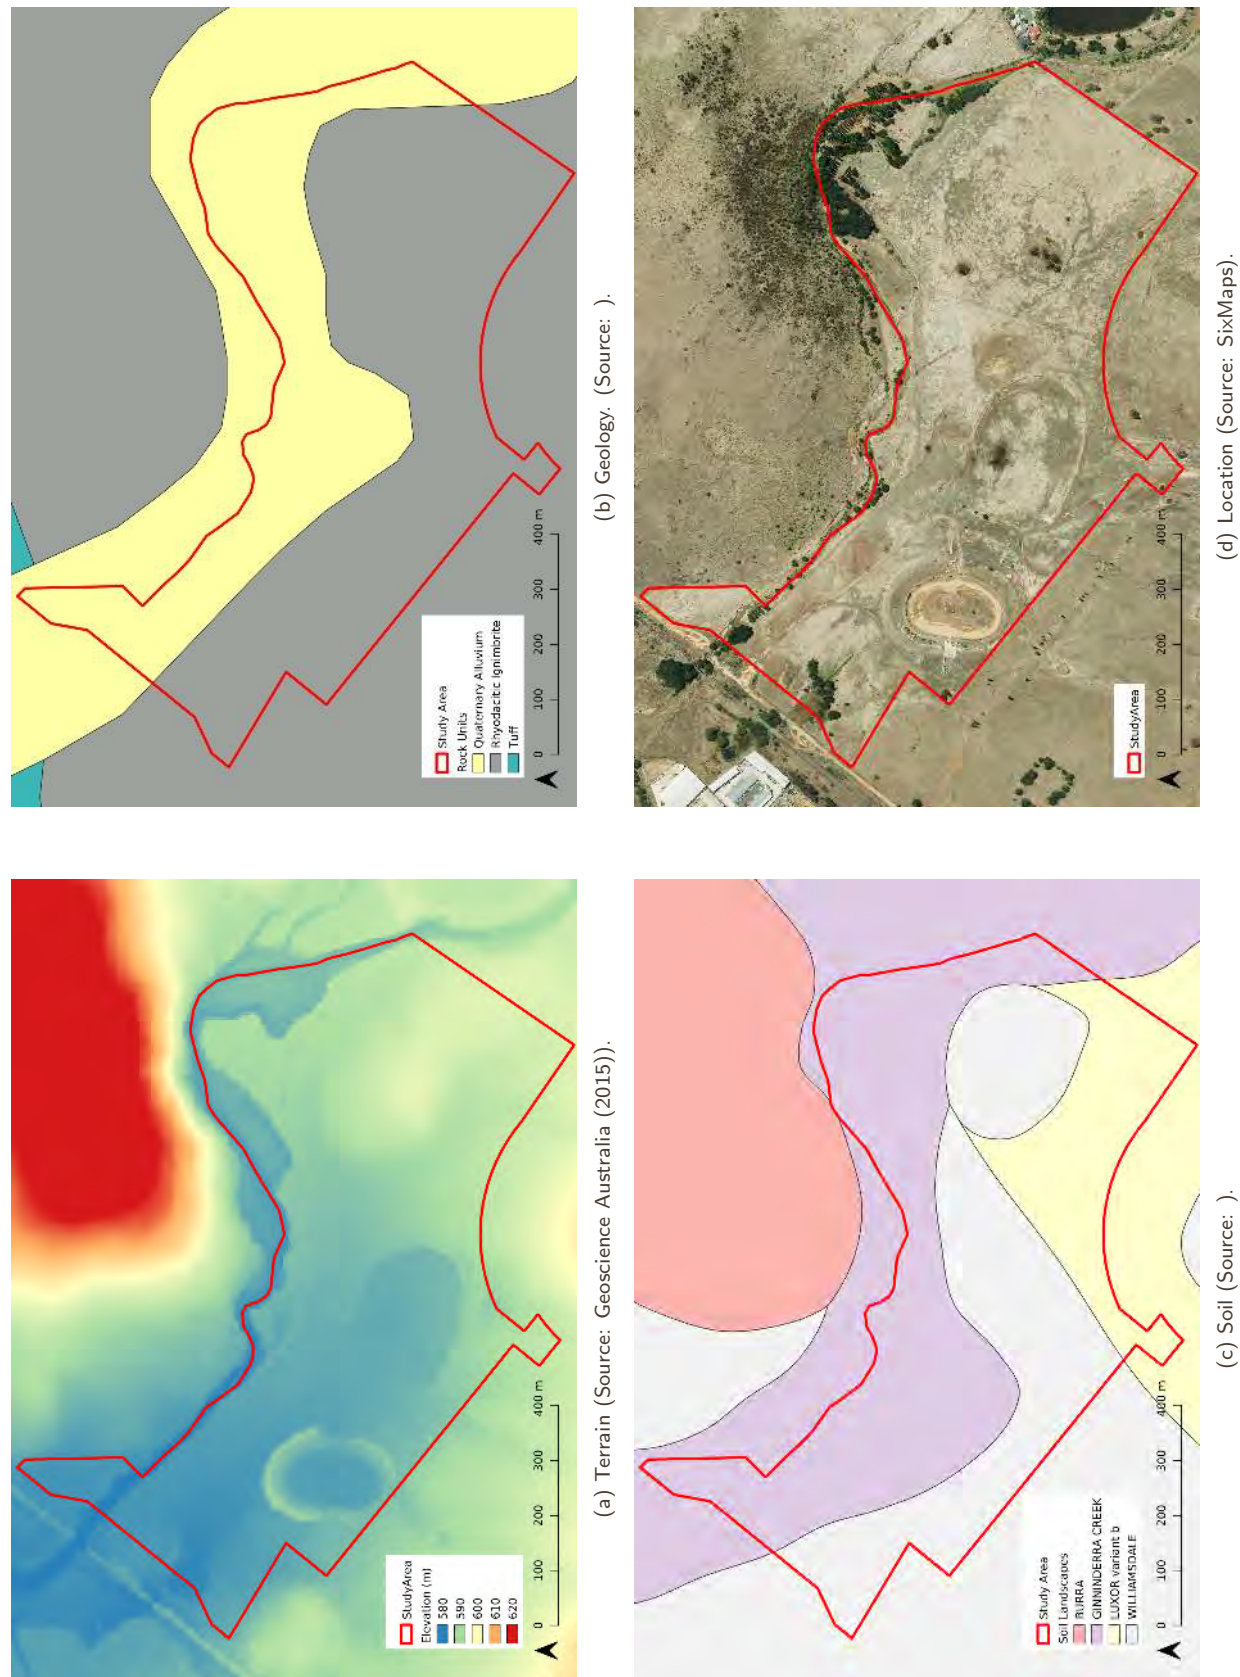 StudyArea
Elevation (m)
580
590
600
610
620
0 100 200 300 400 m
(a) Terrain (Source: Geoscience Australia (2015)).
Study Area
Rock Units
Quaternary Alluvium
Rhyodacitic Ignimbrite
Tuff
0 100 200 300 400 m
(b) Geology. (Source: ).
Study Area
Soil Landscapes
BURRA
GINNINDERRA CREEK
LUXOR variant b
WILLIAMSDALE
0 100 200 300 400 m
(c) Soil (Source: ).
StudyArea
0 100 200 300 400 m
(d) Location (Source: SixMaps).